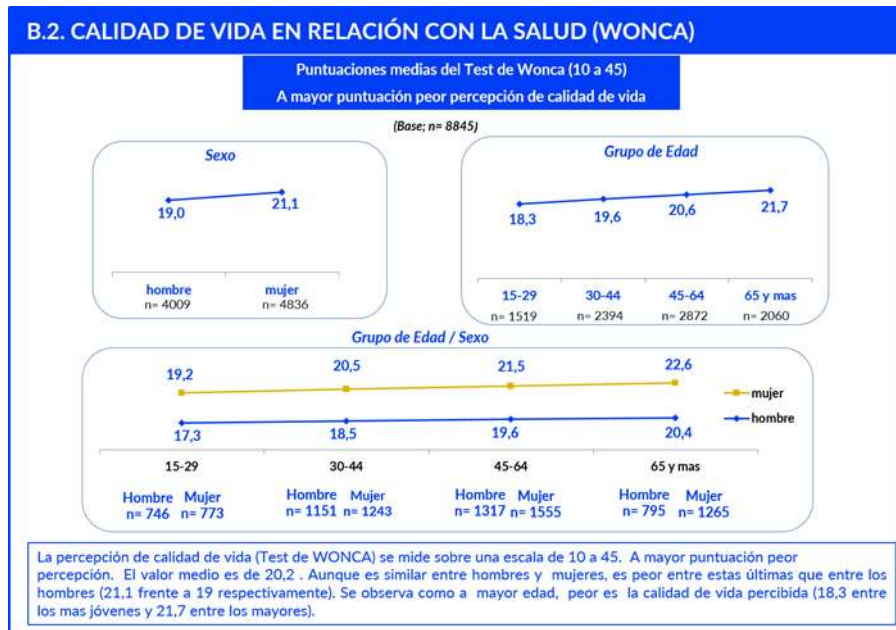 B.2. CALIDAD DE VIDA EN RELACIÓN CON LA SALUD (WONCA)
Puntuaciones medias del Test de Wonca (10 a 45)
A mayor puntuación peor percepción de calidad de vida
(Base; n= 8845)
Sexo
19,0 21,1
hombre mujer
n= 4009 n= 4836
Grupo de Edad
18,3 19,6 20,6 21,7
15-29 30-44 45-64 65 y mas
n= 1519 n= 2394 n= 2872 n= 2060
Grupo de Edad / Sexo
19,2 20,5 21,5 22,6
mujer
hombre
17,3 18,5 19,6 20,4
15-29 30-44 45-64 65 y mas
Hombre Mujer Hombre Mujer Hombre Mujer Hombre Mujer
n= 746 n= 773 n= 1151 n= 1243 n= 1317 n= 1555 n= 795 n= 1265
La percepción de calidad de vida (Test de WONCA) se mide sobre una escala de 10 a 45. A mayor puntuación peor
percepción. El valor medio es de 20,2 . Aunque es similar entre hombres y mujeres, es peor entre estas últimas que entre los
hombres (21,1 frente a 19 respectivamente). Se observa como a mayor edad, peor es la calidad de vida percibida (18,3 entre
los mas jóvenes y 21,7 entre los mayores).